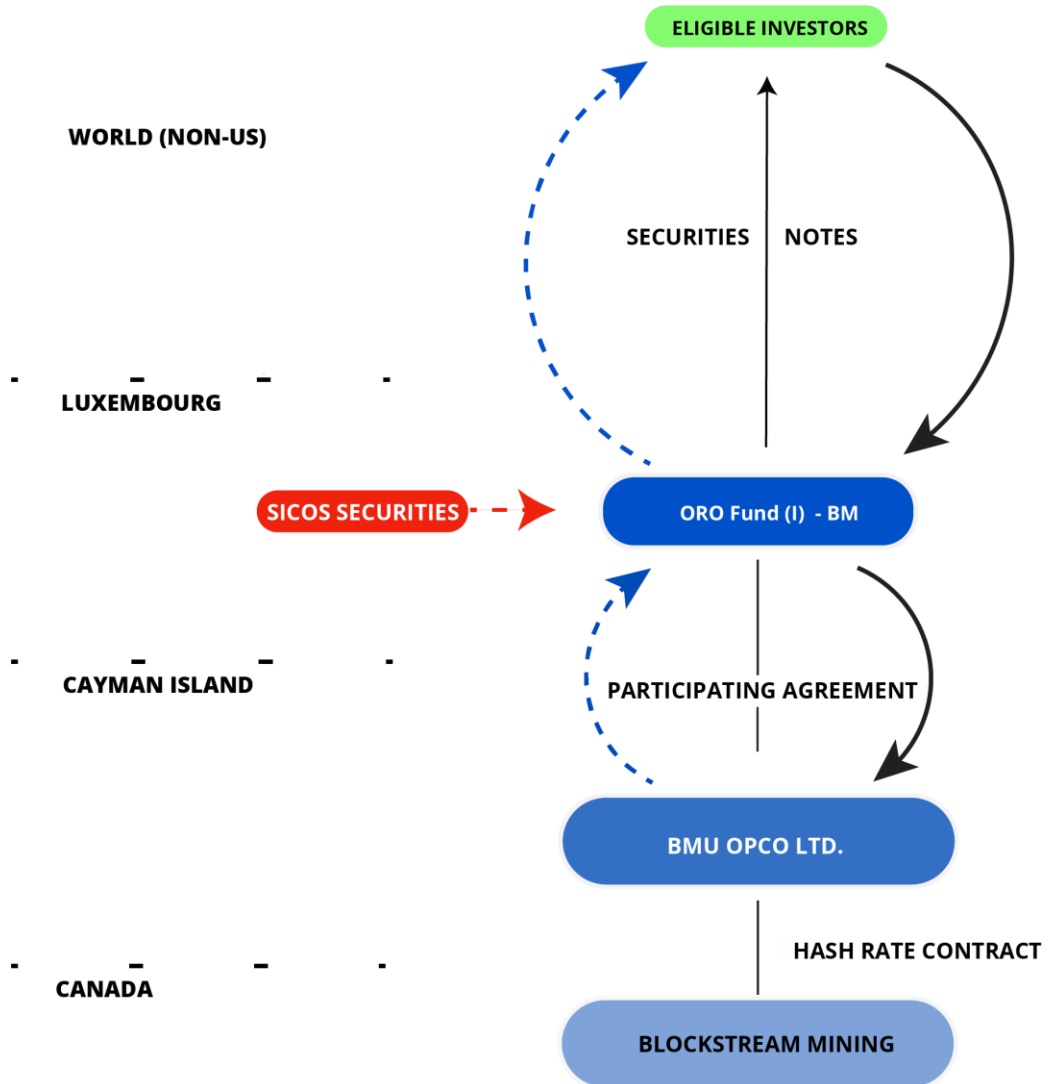 ELIGIBLE INVESTORS
WORLD (NON-US)
SECURITIES NOTES
LUXEMBOURG
SICOS SECURITIES
ORO Fund (I) - BM
CAYMAN ISLAND
PARTICIPATING AGREEMENT
BMU OPCO LTD.
HASH RATE CONTRACT
CANADA
BLOCKSTREAM MINING